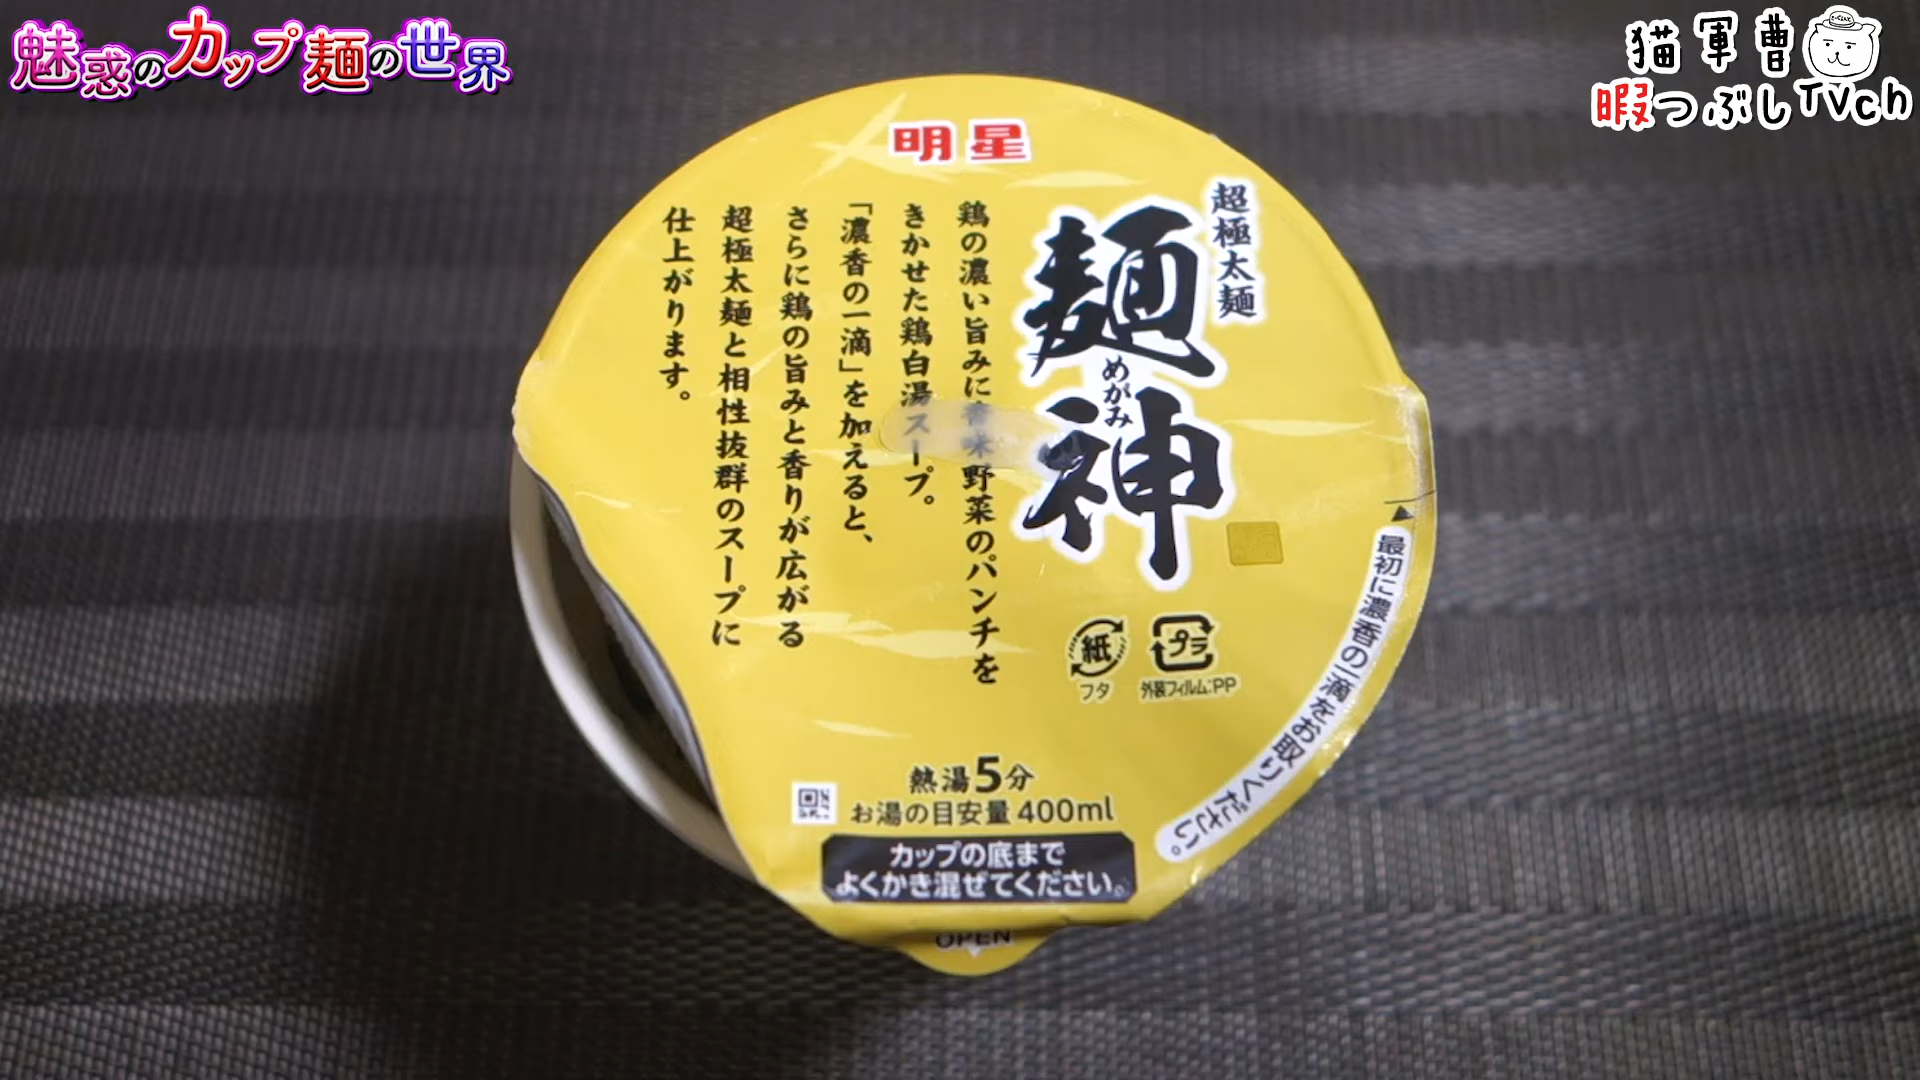 魅惑のカップ麺の世界
猫軍曹
暇つぶしTVch
明星
超極太麺
麺神
めがみ
鶏の濃い旨みに香味野菜のパンチを
きかせた鶏白湯スープ。
「濃香の一滴」を加えると、
さらに鶏の旨みと香りが広がる
超極太麺と相性抜群のスープに
仕上がります。
紙
フタ
プラ
外装フィルム:PP
最初に濃香の一滴をお取りください。
熱湯5分
お湯の目安量400ml
カップの底まで
よくかき混ぜてください。
OPEN